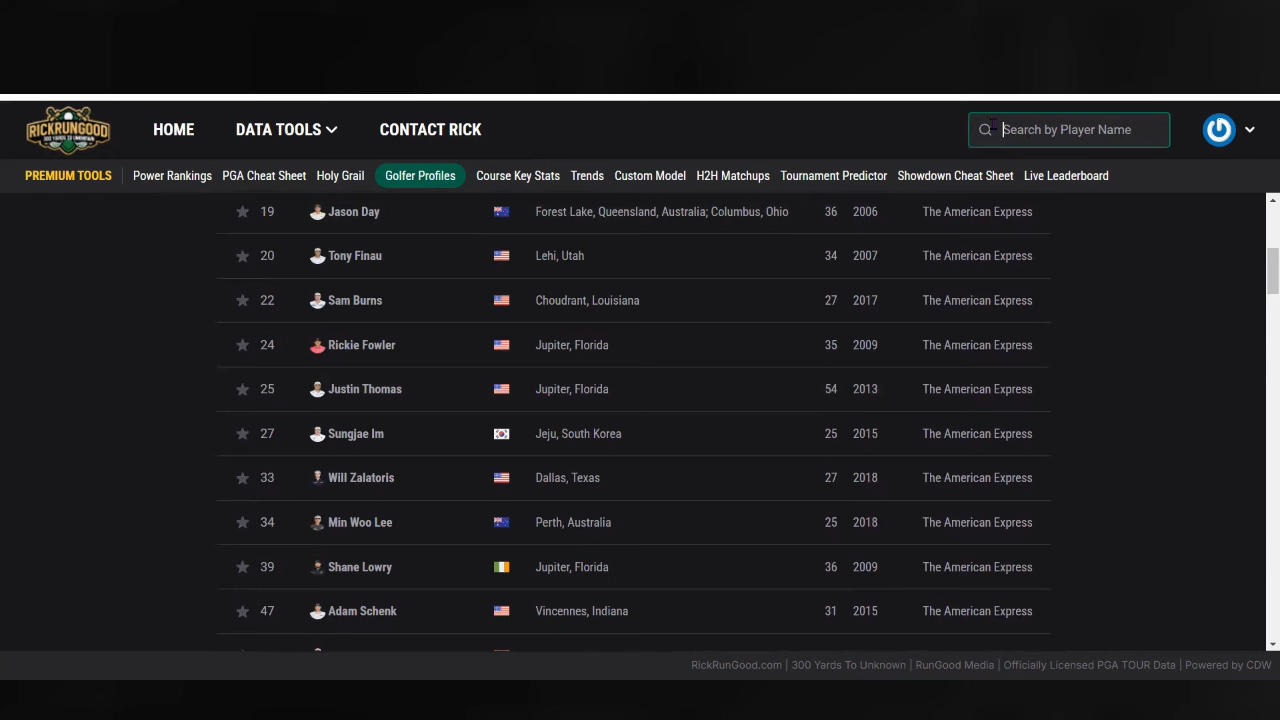 RICKRUNGOOD
300 YARDS TO UNKNOWN
HOME
DATA TOOLS
CONTACT RICK
Search by Player Name
PREMIUM TOOLS
Power Rankings
PGA Cheat Sheet
Holy Grail
Golfer Profiles
Course Key Stats
Trends
Custom Model
H2H Matchups
Tournament Predictor
Showdown Cheat Sheet
Live Leaderboard
19 Jason Day Forest Lake, Queensland, Australia; Columbus, Ohio 36 2006 The American Express
20 Tony Finau Lehi, Utah 34 2007 The American Express
22 Sam Burns Choudrant, Louisiana 27 2017 The American Express
24 Rickie Fowler Jupiter, Florida 35 2009 The American Express
25 Justin Thomas Jupiter, Florida 54 2013 The American Express
27 Sungjae Im Jeju, South Korea 25 2015 The American Express
33 Will Zalatoris Dallas, Texas 27 2018 The American Express
34 Min Woo Lee Perth, Australia 25 2018 The American Express
39 Shane Lowry Jupiter, Florida 36 2009 The American Express
47 Adam Schenk Vincennes, Indiana 31 2015 The American Express
RickRunGood.com | 300 Yards To Unknown | RunGood Media | Officially Licensed PGA TOUR Data | Powered by CDW